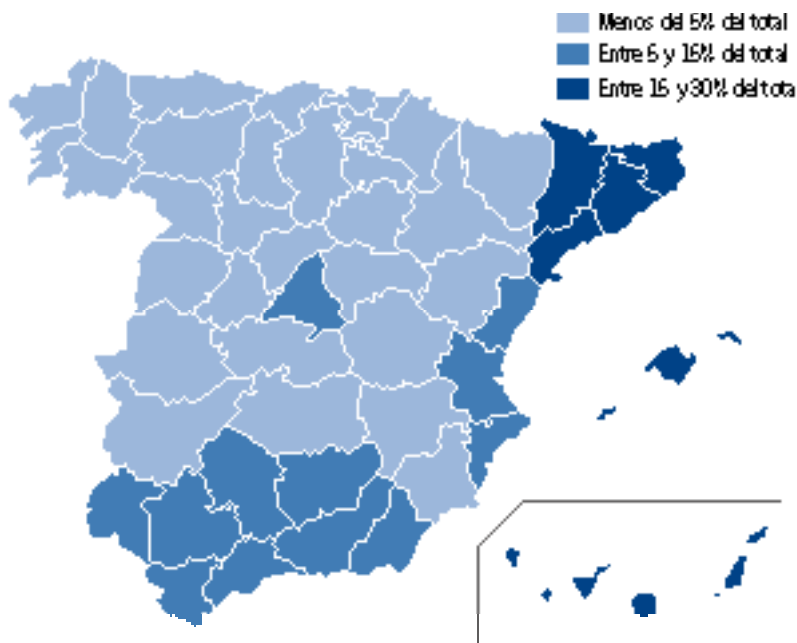 Menos del 5% del total
Entre 5 y 15% del total
Entre 15 y 30% del tota